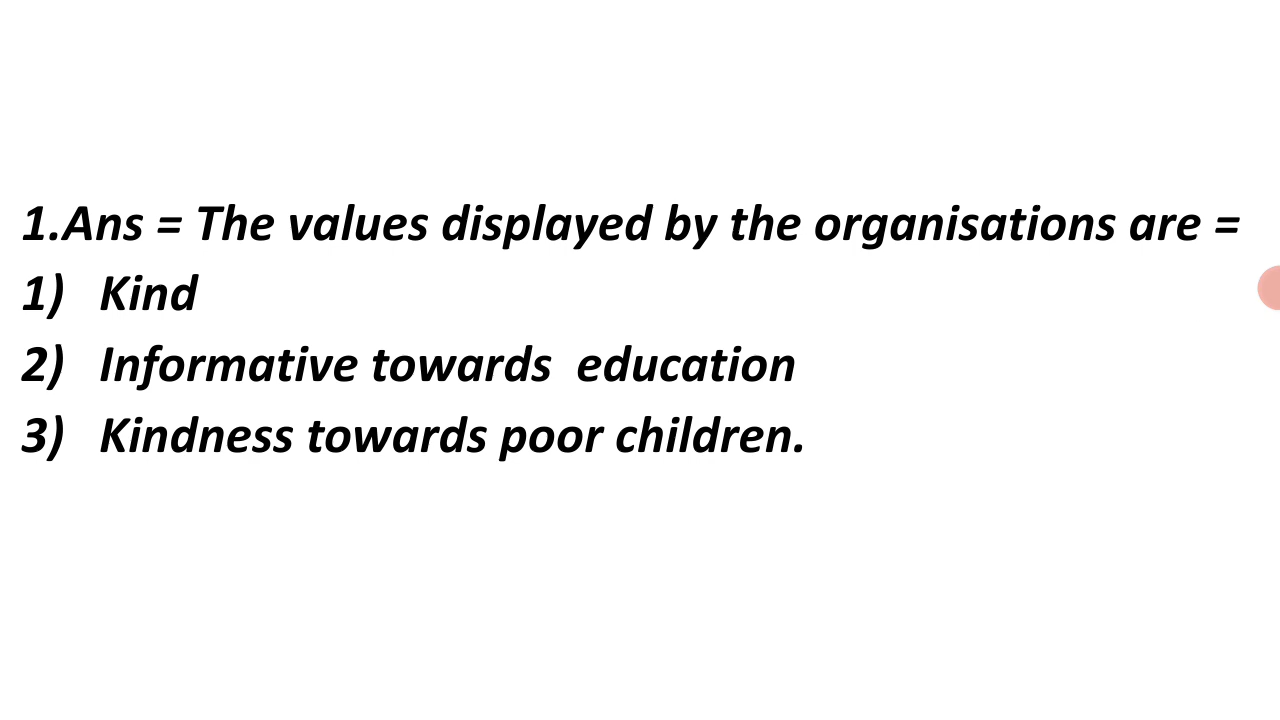 1.Ans = The values displayed by the organisations are =
1) Kind
2) Informative towards education
3) Kindness towards poor children.